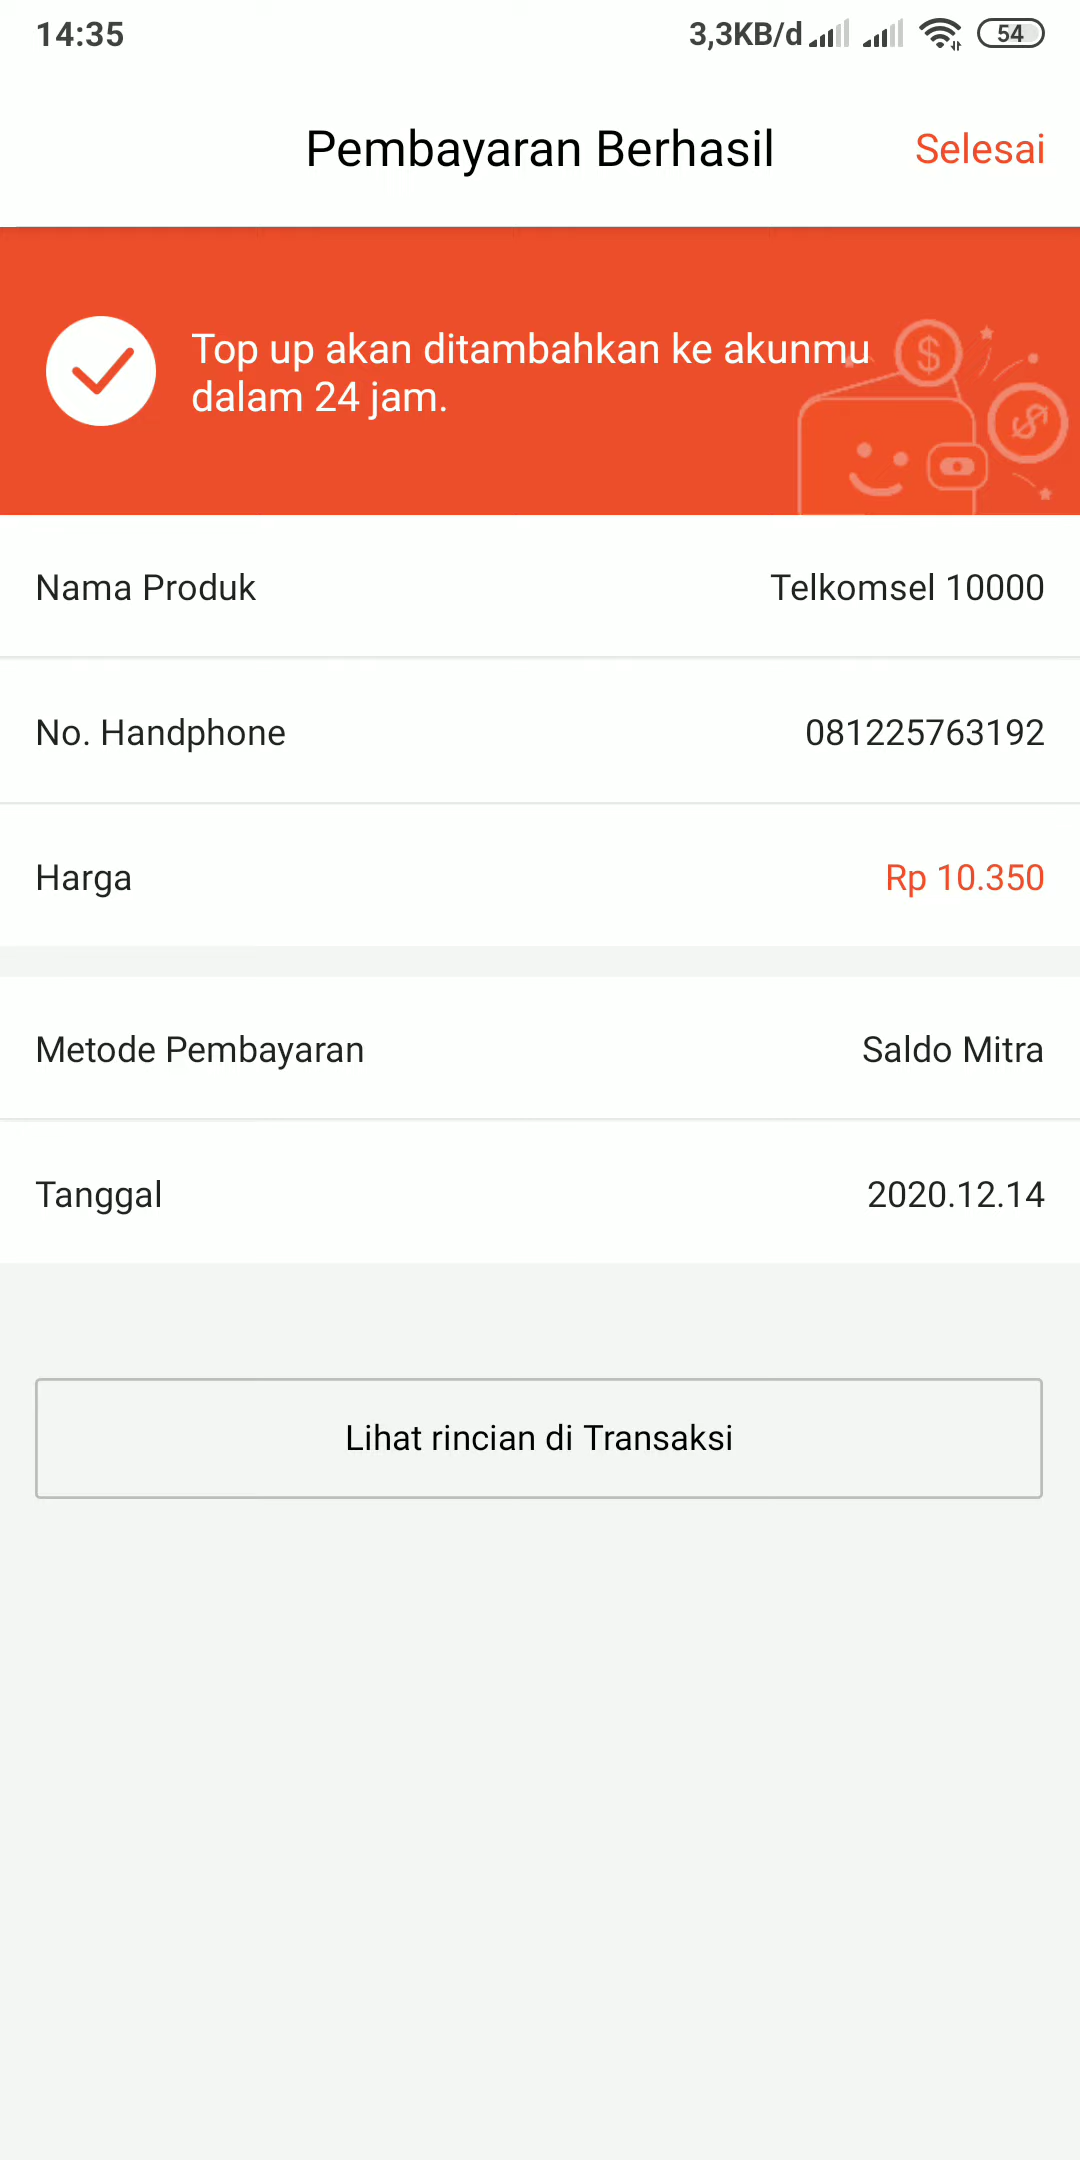 14:35 3,3KB/d 54
Pembayaran Berhasil Selesai
Top up akan ditambahkan ke akunmu
dalam 24 jam.
Nama Produk Telkomsel 10000
No. Handphone 081225763192
Harga Rp 10.350
Metode Pembayaran Saldo Mitra
Tanggal 2020.12.14
Lihat rincian di Transaksi